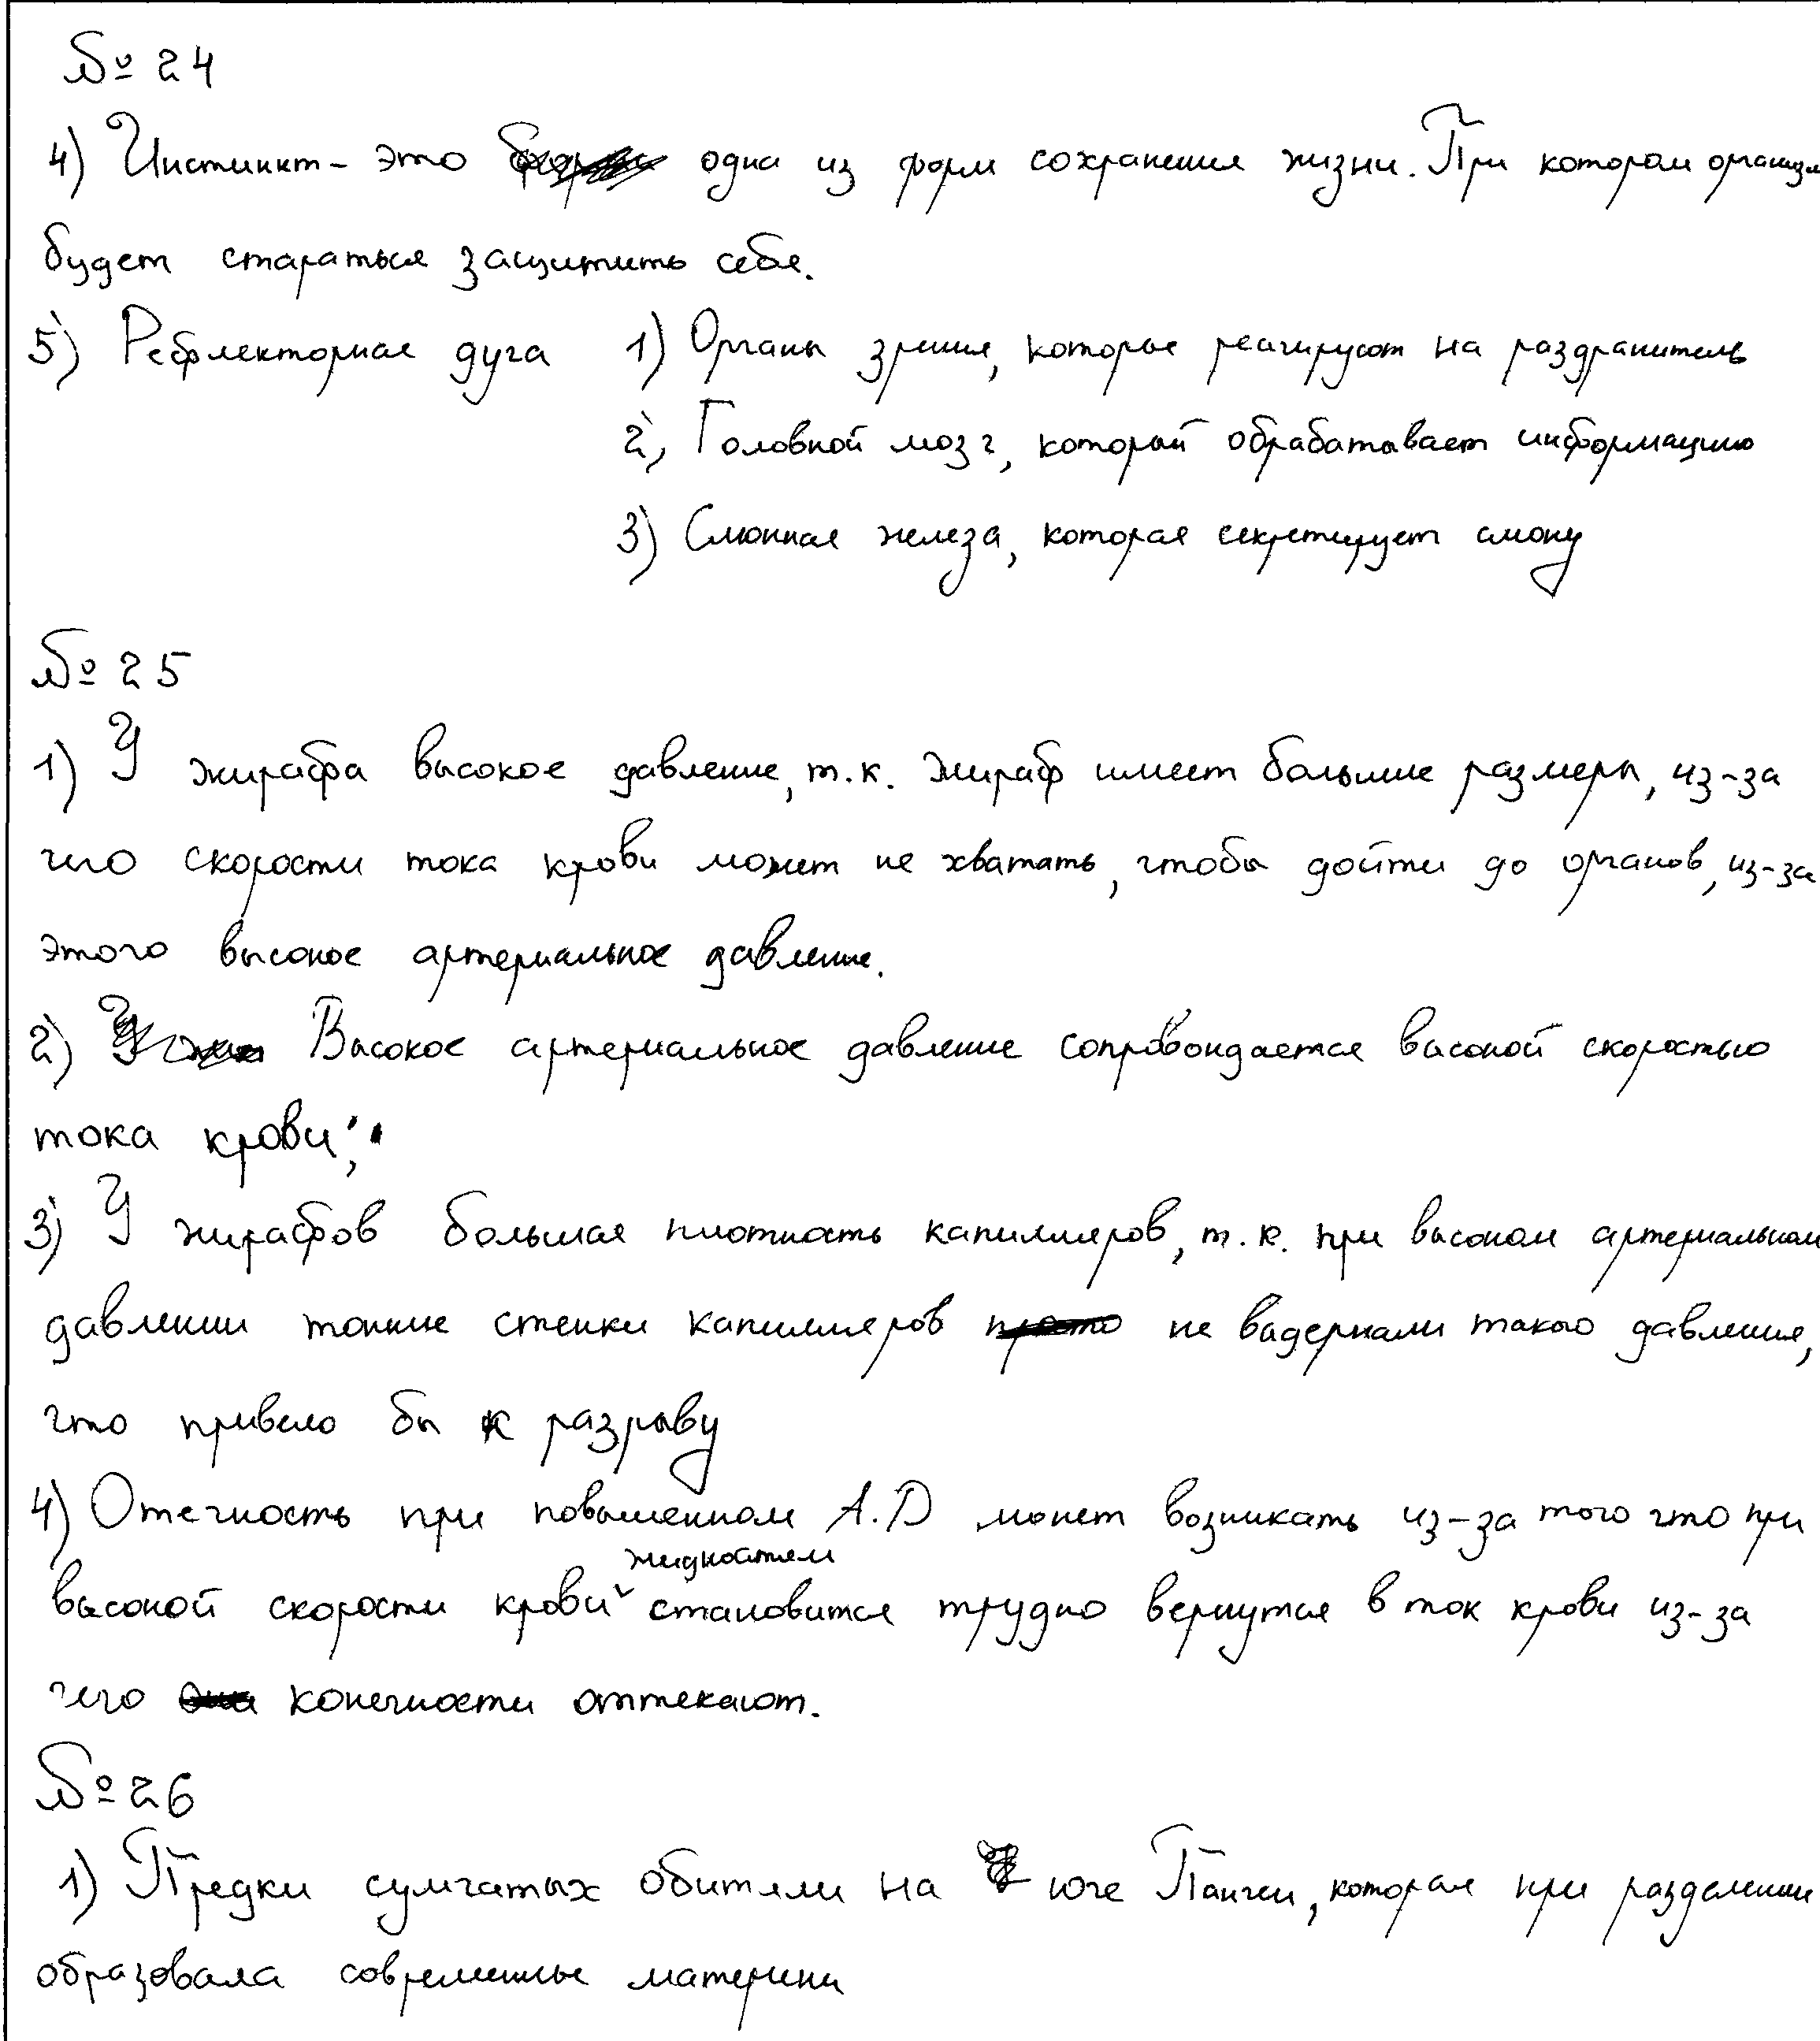 № 24
4) Инстинкт - это одна из форм сохранения жизни. При котором организм
будет стараться защитить себя.
5) Рефлекторная дуга 1) Органы зрения, которые реагируют на раздражитель
2) Головной мозг, который обрабатывает информацию
3) Слюнная железа, которая секретирует слюну
№ 25
1) У жирафа высокое давление, т.к. жираф имеет большие размеры, из-за
чего скорости тока крови может не хватать, чтобы дойти до органов, из-за
этого высокое артериальное давление.
2) Высокое артериальное давление сопровождается высокой скоростью
тока крови;
3) У жирафов большая плотность капилляров, т.к. при высоком артериальном
давлении тонкие стенки капилляров не выдержали такого давления,
что привело бы к разрыву
4) Отечность при повышенном А.Д может возникать из-за того что при
высокой скорости крови жидкостям становится трудно вернутся в ток крови из-за
чего конечности оттекают.
№ 26
1) Предки сумчатых обитали на юге Пангеи, которая при разделении
образовала современные материки